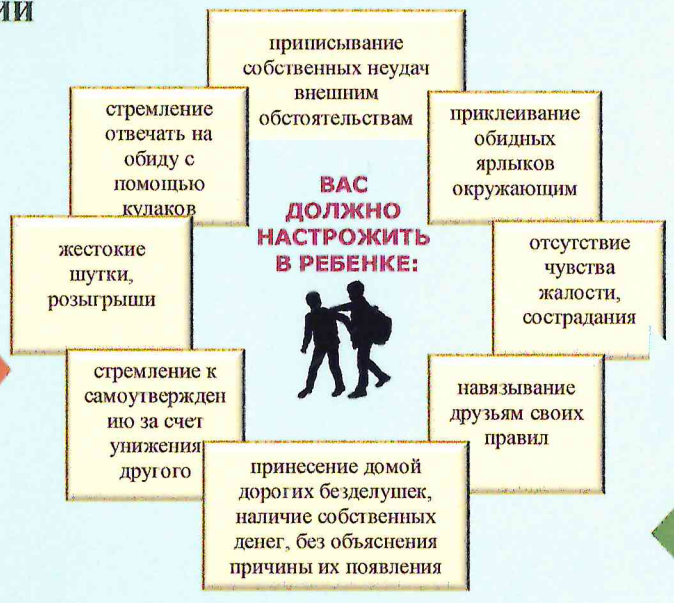 ИИ
приписывание
собственных неудач
внешним
обстоятельствам
стремление
отвечать на
обиду с
помощью
кулаков
приклеивание
обидных
ярлыков
окружающим
ВАС
ДОЛЖНО
НАСТРОЖИТЬ
В РЕБЕНКЕ:
жестокие
шутки,
розыгрыши
отсутствие
чувства
жалости,
сострадания
стремление к
самоутвержден
ию за счет
унижения
другого
навязывание
друзьям своих
правил
принесение домой
дорогих безделушек,
наличие собственных
денег, без объяснения
причины их появления